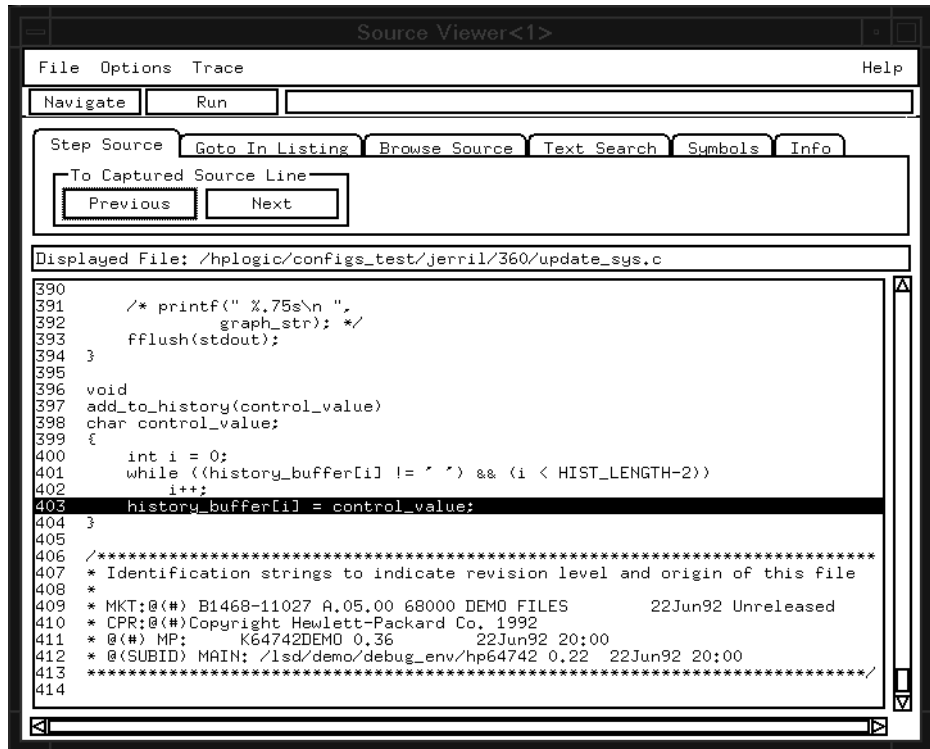 Source Viewer<1>
File Options Trace Help
Navigate Run
Step Source Goto In Listing Browse Source Text Search Symbols Info
To Captured Source Line
Previous Next
Displayed File: /hplogic/configs_test/jerril/360/update_sys.c
390
391     /* printf(" %.75s\n ",
392             graph_str); */
393     fflush(stdout);
394 }
395
396 void
397 add_to_history(control_value)
398 char control_value;
399 {
400     int i = 0;
401     while ((history_buffer[i] != ' ') && (i < HIST_LENGTH-2))
402         i++;
403     history_buffer[i] = control_value;
404 }
405
406 /***************************************************************************
407 * Identification strings to indicate revision level and origin of this file
408 *
409 * MKT:@(#) B1468-11027 A.05.00 68000 DEMO FILES        22Jun92 Unreleased
410 * CPR:@(#)Copyright Hewlett-Packard Co. 1992
411 * @(#) MP:     K64742DEMO 0.36        22Jun92 20:00
412 * @(SUBID) MAIN: /lsd/demo/debug_env/hp64742 0.22  22Jun92 20:00
413 ***************************************************************************/
414